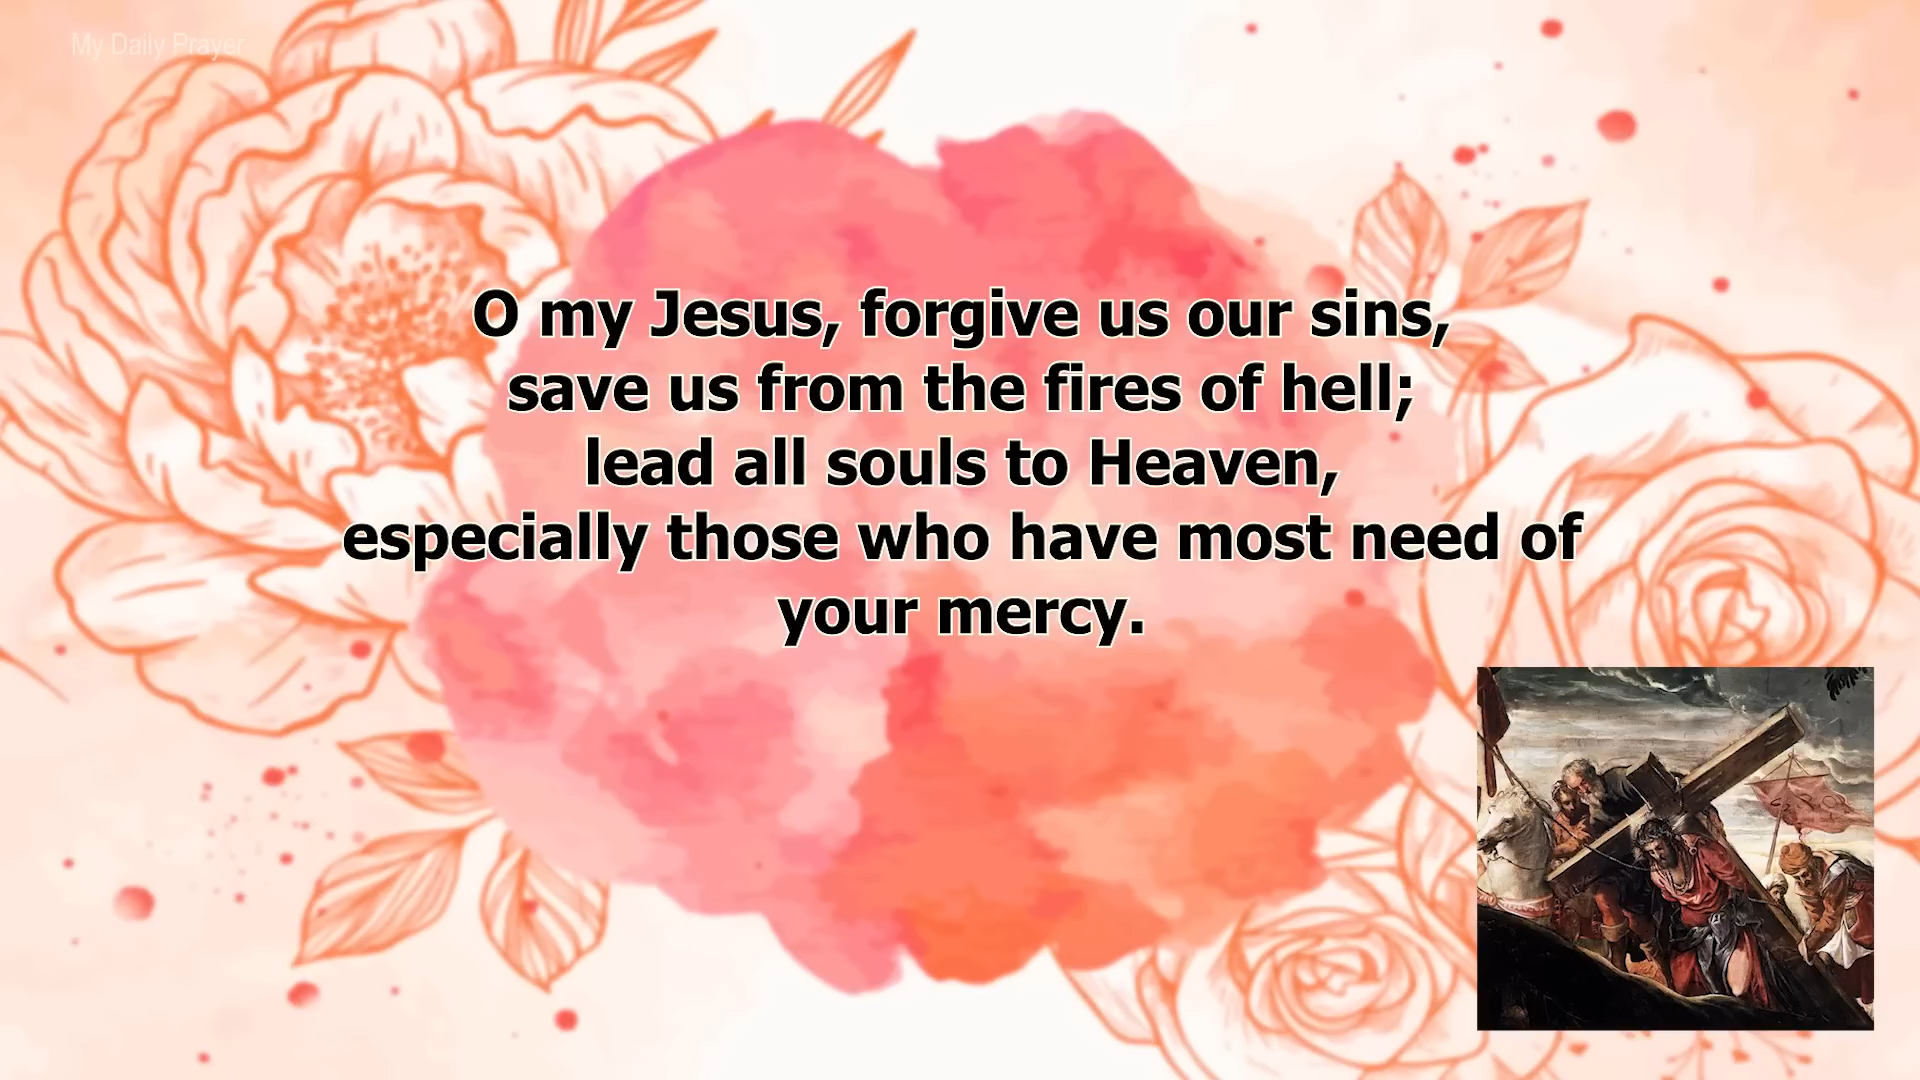 My Daily Prayer
O my Jesus, forgive us our sins,
save us from the fires of hell;
lead all souls to Heaven,
especially those who have most need of
your mercy.